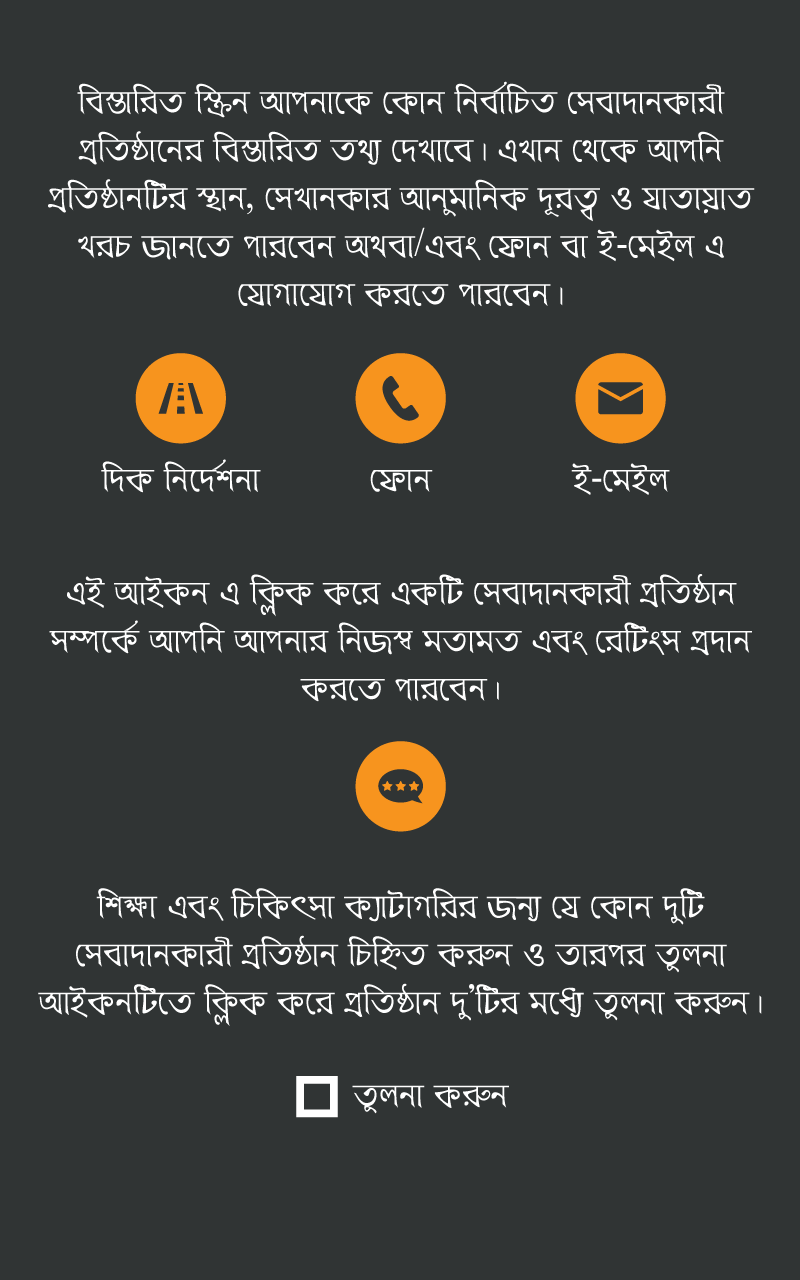 বিস্তারিত স্ক্রিন আপনাকে কোন নির্বাচিত সেবাদানকারী
প্রতিষ্ঠানের বিস্তারিত তথ্য দেখাবে। এখান থেকে আপনি
প্রতিষ্ঠানটির স্থান, সেখানকার আনুমানিক দূরত্ব ও যাতায়াত
খরচ জানতে পারবেন অথবা/এবং ফোন বা ই-মেইল এ
যোগাযোগ করতে পারবেন।
দিক নির্দেশনা ফোন ই-মেইল
এই আইকন এ ক্লিক করে একটি সেবাদানকারী প্রতিষ্ঠান
সম্পর্কে আপনি আপনার নিজস্ব মতামত এবং রেটিংস প্রদান
করতে পারবেন।
শিক্ষা এবং চিকিৎসা ক্যাটাগরির জন্য যে কোন দুটি
সেবাদানকারী প্রতিষ্ঠান চিহ্নিত করুন ও তারপর তুলনা
আইকনটিতে ক্লিক করে প্রতিষ্ঠান দু’টির মধ্যে তুলনা করুন।
তুলনা করুন